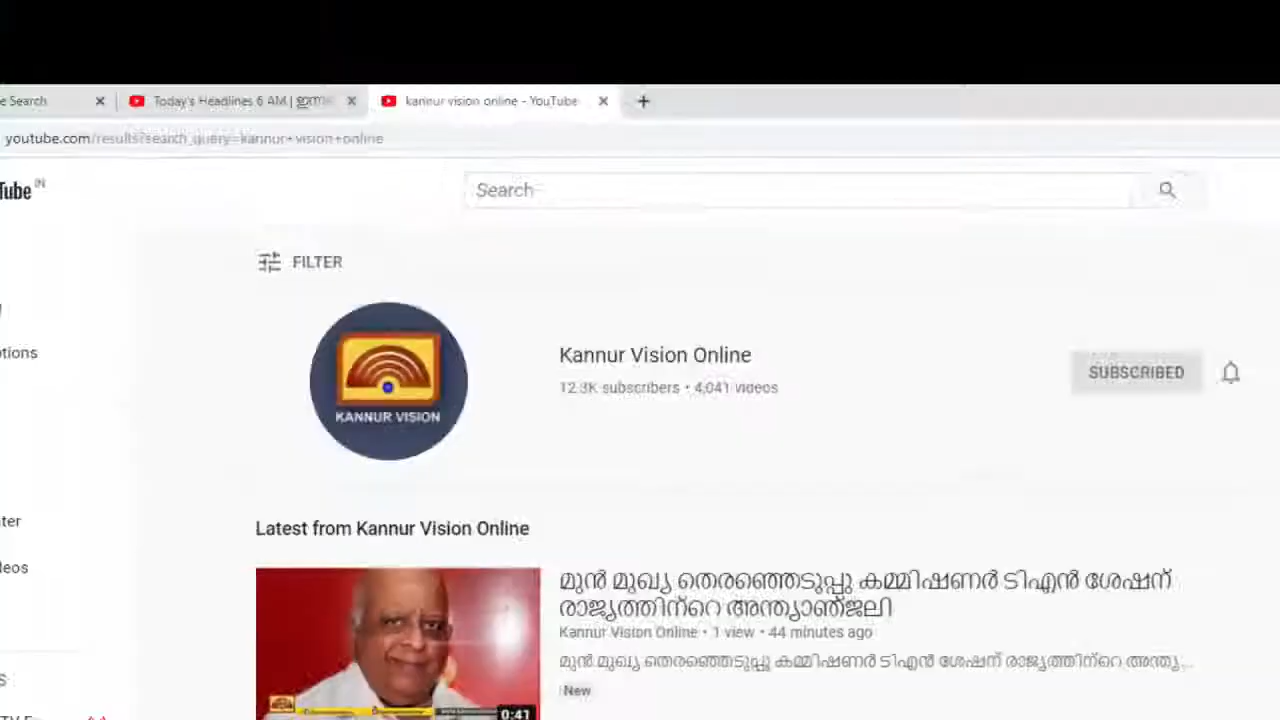 e Search
Today's Headlines 6 AM |
kannur vision online - YouTube
youtube.com/results?search_query=kannur+vision+online
Tube IN
Search
FILTER
KANNUR VISION
Kannur Vision Online
12.3K subscribers • 4,041 videos
SUBSCRIBED
Latest from Kannur Vision Online
മുൻ മുഖ്യ തെരഞ്ഞെടുപ്പു കമ്മിഷണർ ടിഎൻ ശേഷന്
രാജ്യത്തിന്റെ അന്ത്യാഞ്ജലി
Kannur Vision Online • 1 view • 44 minutes ago
മുൻ മുഖ്യ തെരഞ്ഞെടുപ്പു കമ്മിഷണർ ടിഎൻ ശേഷന് രാജ്യത്തിന്റെ അന്ത്യ...
New
0:41
otions
ter
leos
S